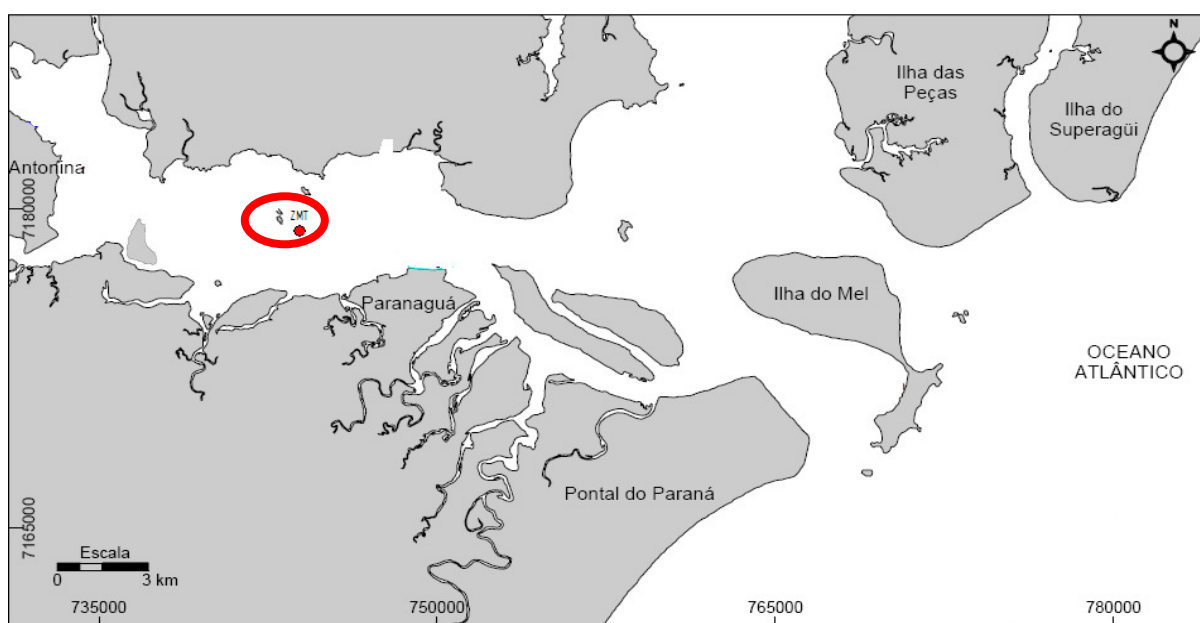 N
Ilha das
Peças
Ilha do
Superagüi
Antonina
ZMT
7180000
Ilha do Mel
Paranaguá
OCEANO
ATLÂNTICO
Pontal do Paraná
7165000
Escala
0 3 km
735000 750000 765000 780000